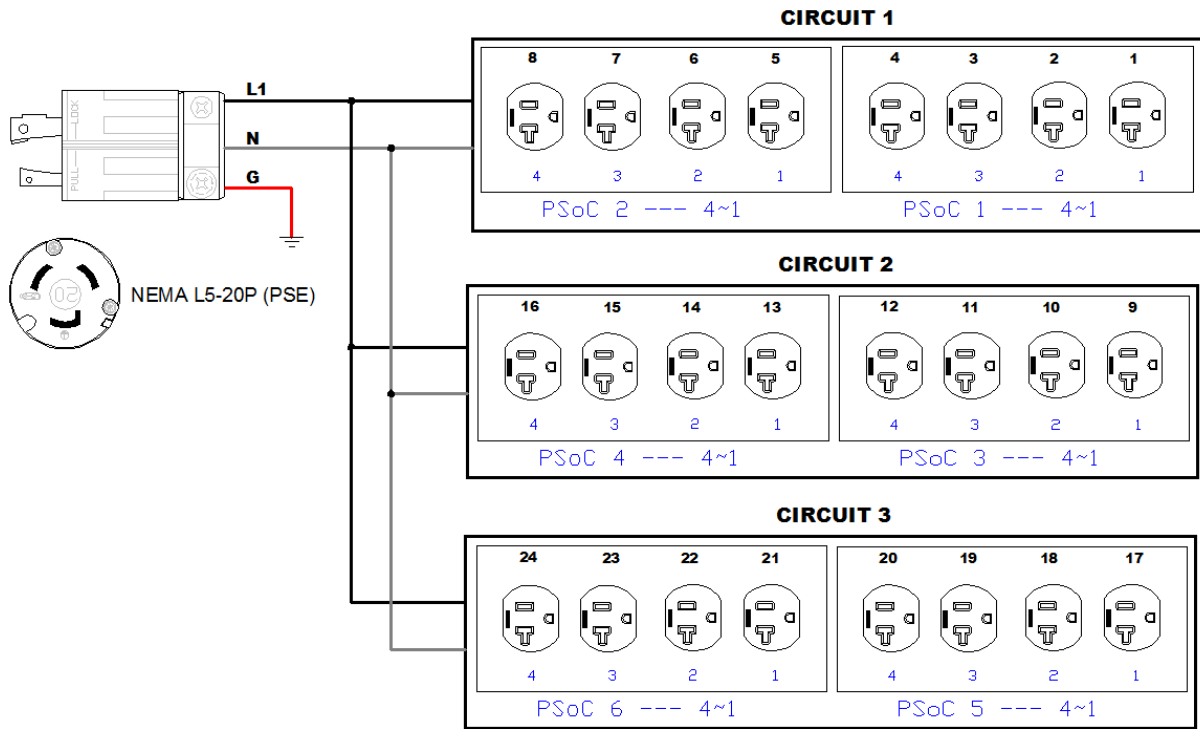 CIRCUIT 1
8 7 6 5 4 3 2 1
4 3 2 1 4 3 2 1
PSoC 2 --- 4~1 PSoC 1 --- 4~1
LOCK
PULL
L1
N
G
20
NEMA L5-20P (PSE)
CIRCUIT 2
16 15 14 13 12 11 10 9
4 3 2 1 4 3 2 1
PSoC 4 --- 4~1 PSoC 3 --- 4~1
CIRCUIT 3
24 23 22 21 20 19 18 17
4 3 2 1 4 3 2 1
PSoC 6 --- 4~1 PSoC 5 --- 4~1